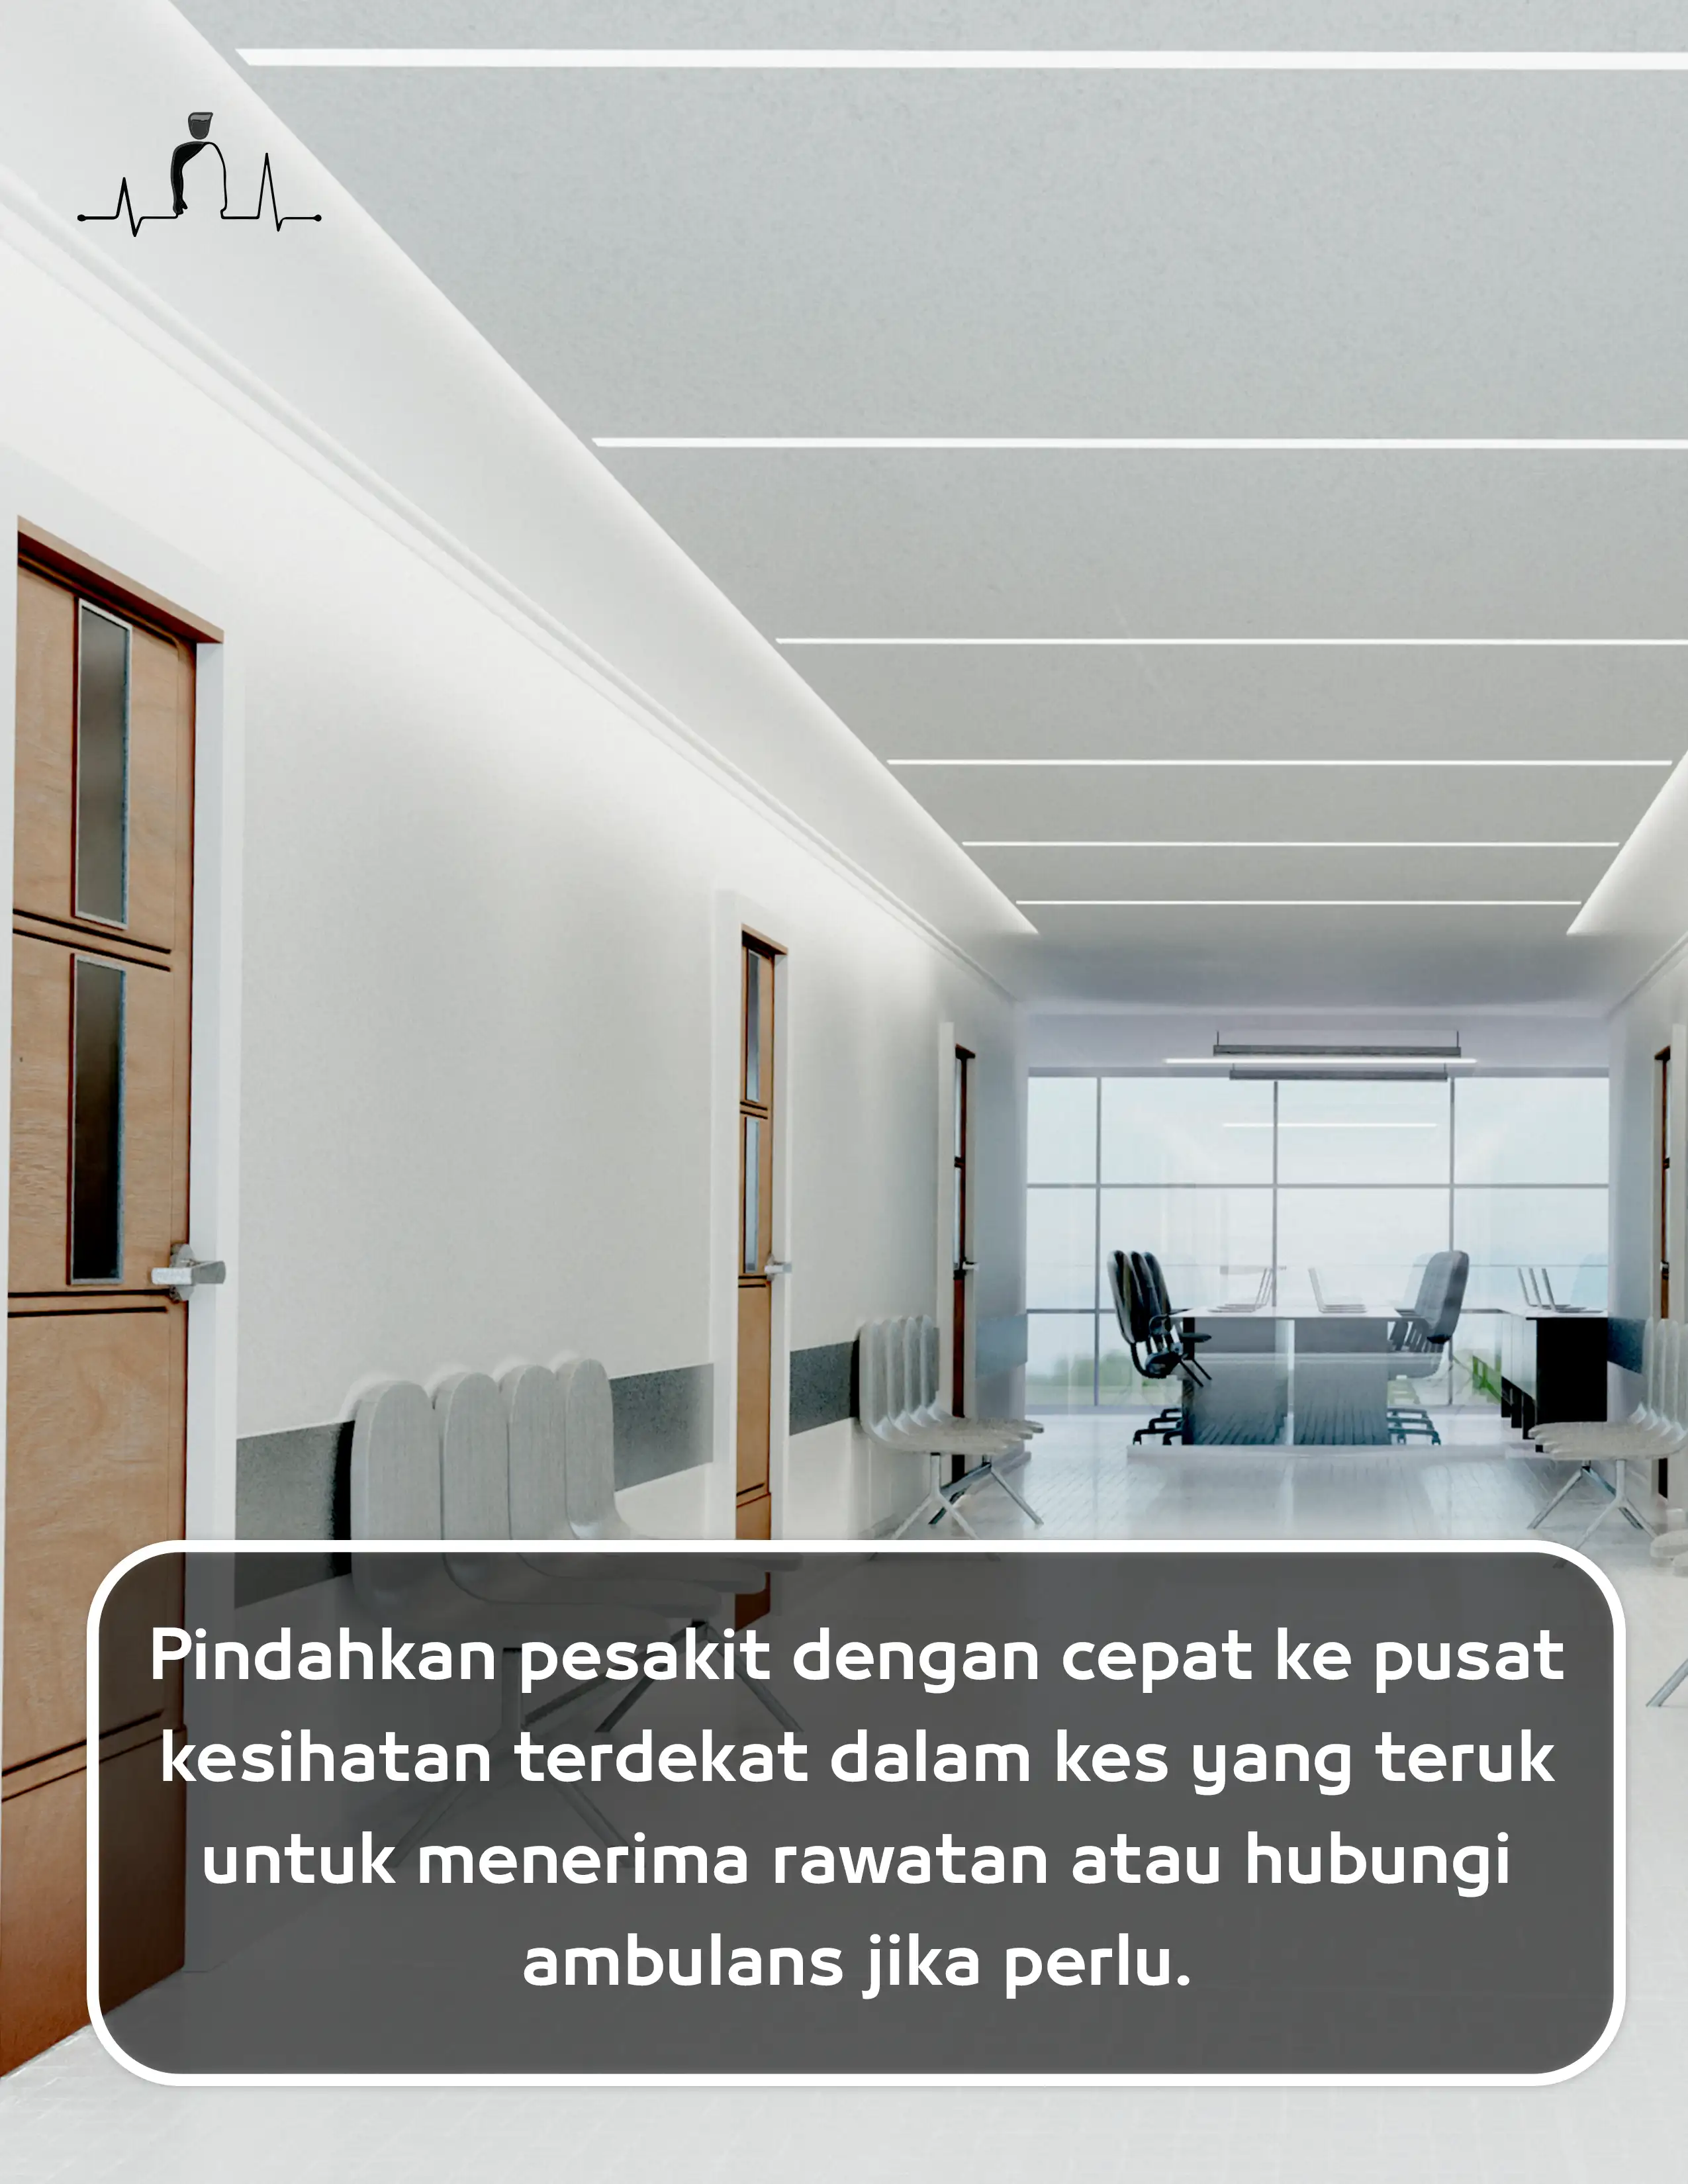 Pindahkan pesakit dengan cepat ke pusat
kesihatan terdekat dalam kes yang teruk
untuk menerima rawatan atau hubungi
ambulans jika perlu.